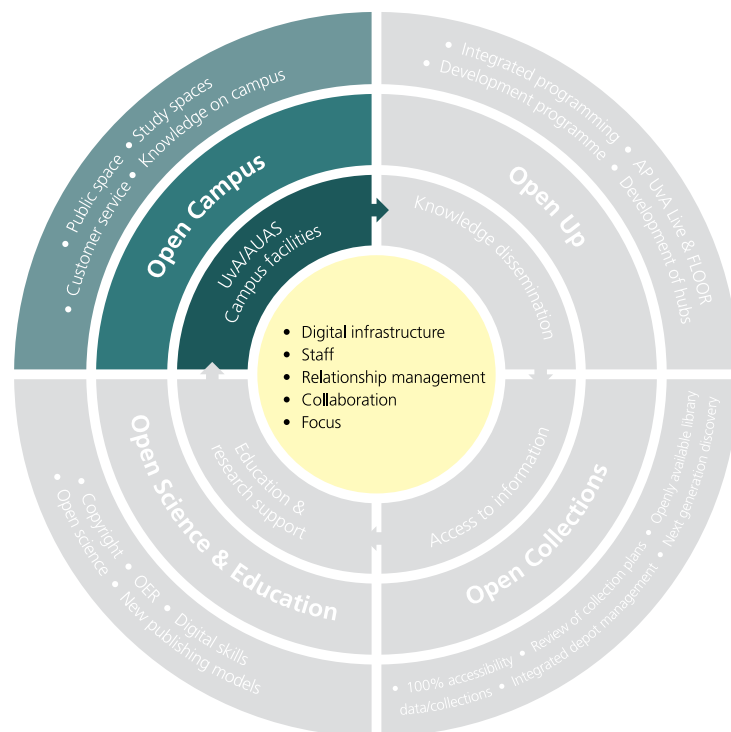 • Public space • Study spaces
• Customer service • Knowledge on campus
Open Campus
UvA/AUAS
Campus facilities
• Integrated programming • AP UvA Live & FLOOR
• Development programme • Development of hubs
Open Up
Knowledge dissemination
• Digital infrastructure
• Staff
• Relationship management
• Collaboration
• Focus
Education &
research support
Open Science & Education
• Copyright • OER • Digital skills
• Open science • New publishing models
Access to information
Open Collections
• 100% accessibility • Review of collection plans • Openly available library
data/collections • Integrated depot management • Next generation discovery